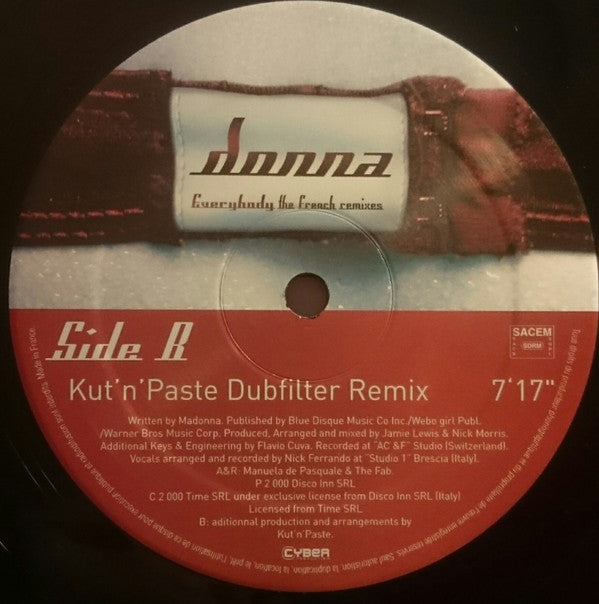 donna
Everybody the french remixes
Side B
SACEM
SDRM
Kut'n'Paste Dubfilter Remix 7'17"
Written by Madonna. Published by Blue Disque Music Co Inc./Webo girl Publ.
/Warner Bros Music Corp. Produced, Arranged and mixed by Jamie Lewis & Nick Morris.
Additional Keys & Engineering by Flavio Cuva. Recorded at "AC &F" Studio (Switzerland).
Vocals arranged and recorded by Nick Ferrando at "Studio 1" Brescia (Italy).
A&R: Manuela de Pasquale & The Fab.
P 2 000 Disco Inn SRL
C 2 000 Time SRL under exclusive license from Disco Inn SRL (Italy)
Licensed from Time SRL
B: aditionnal production and arrangements by
Kut'n'Paste.
CYBER
Made in France.